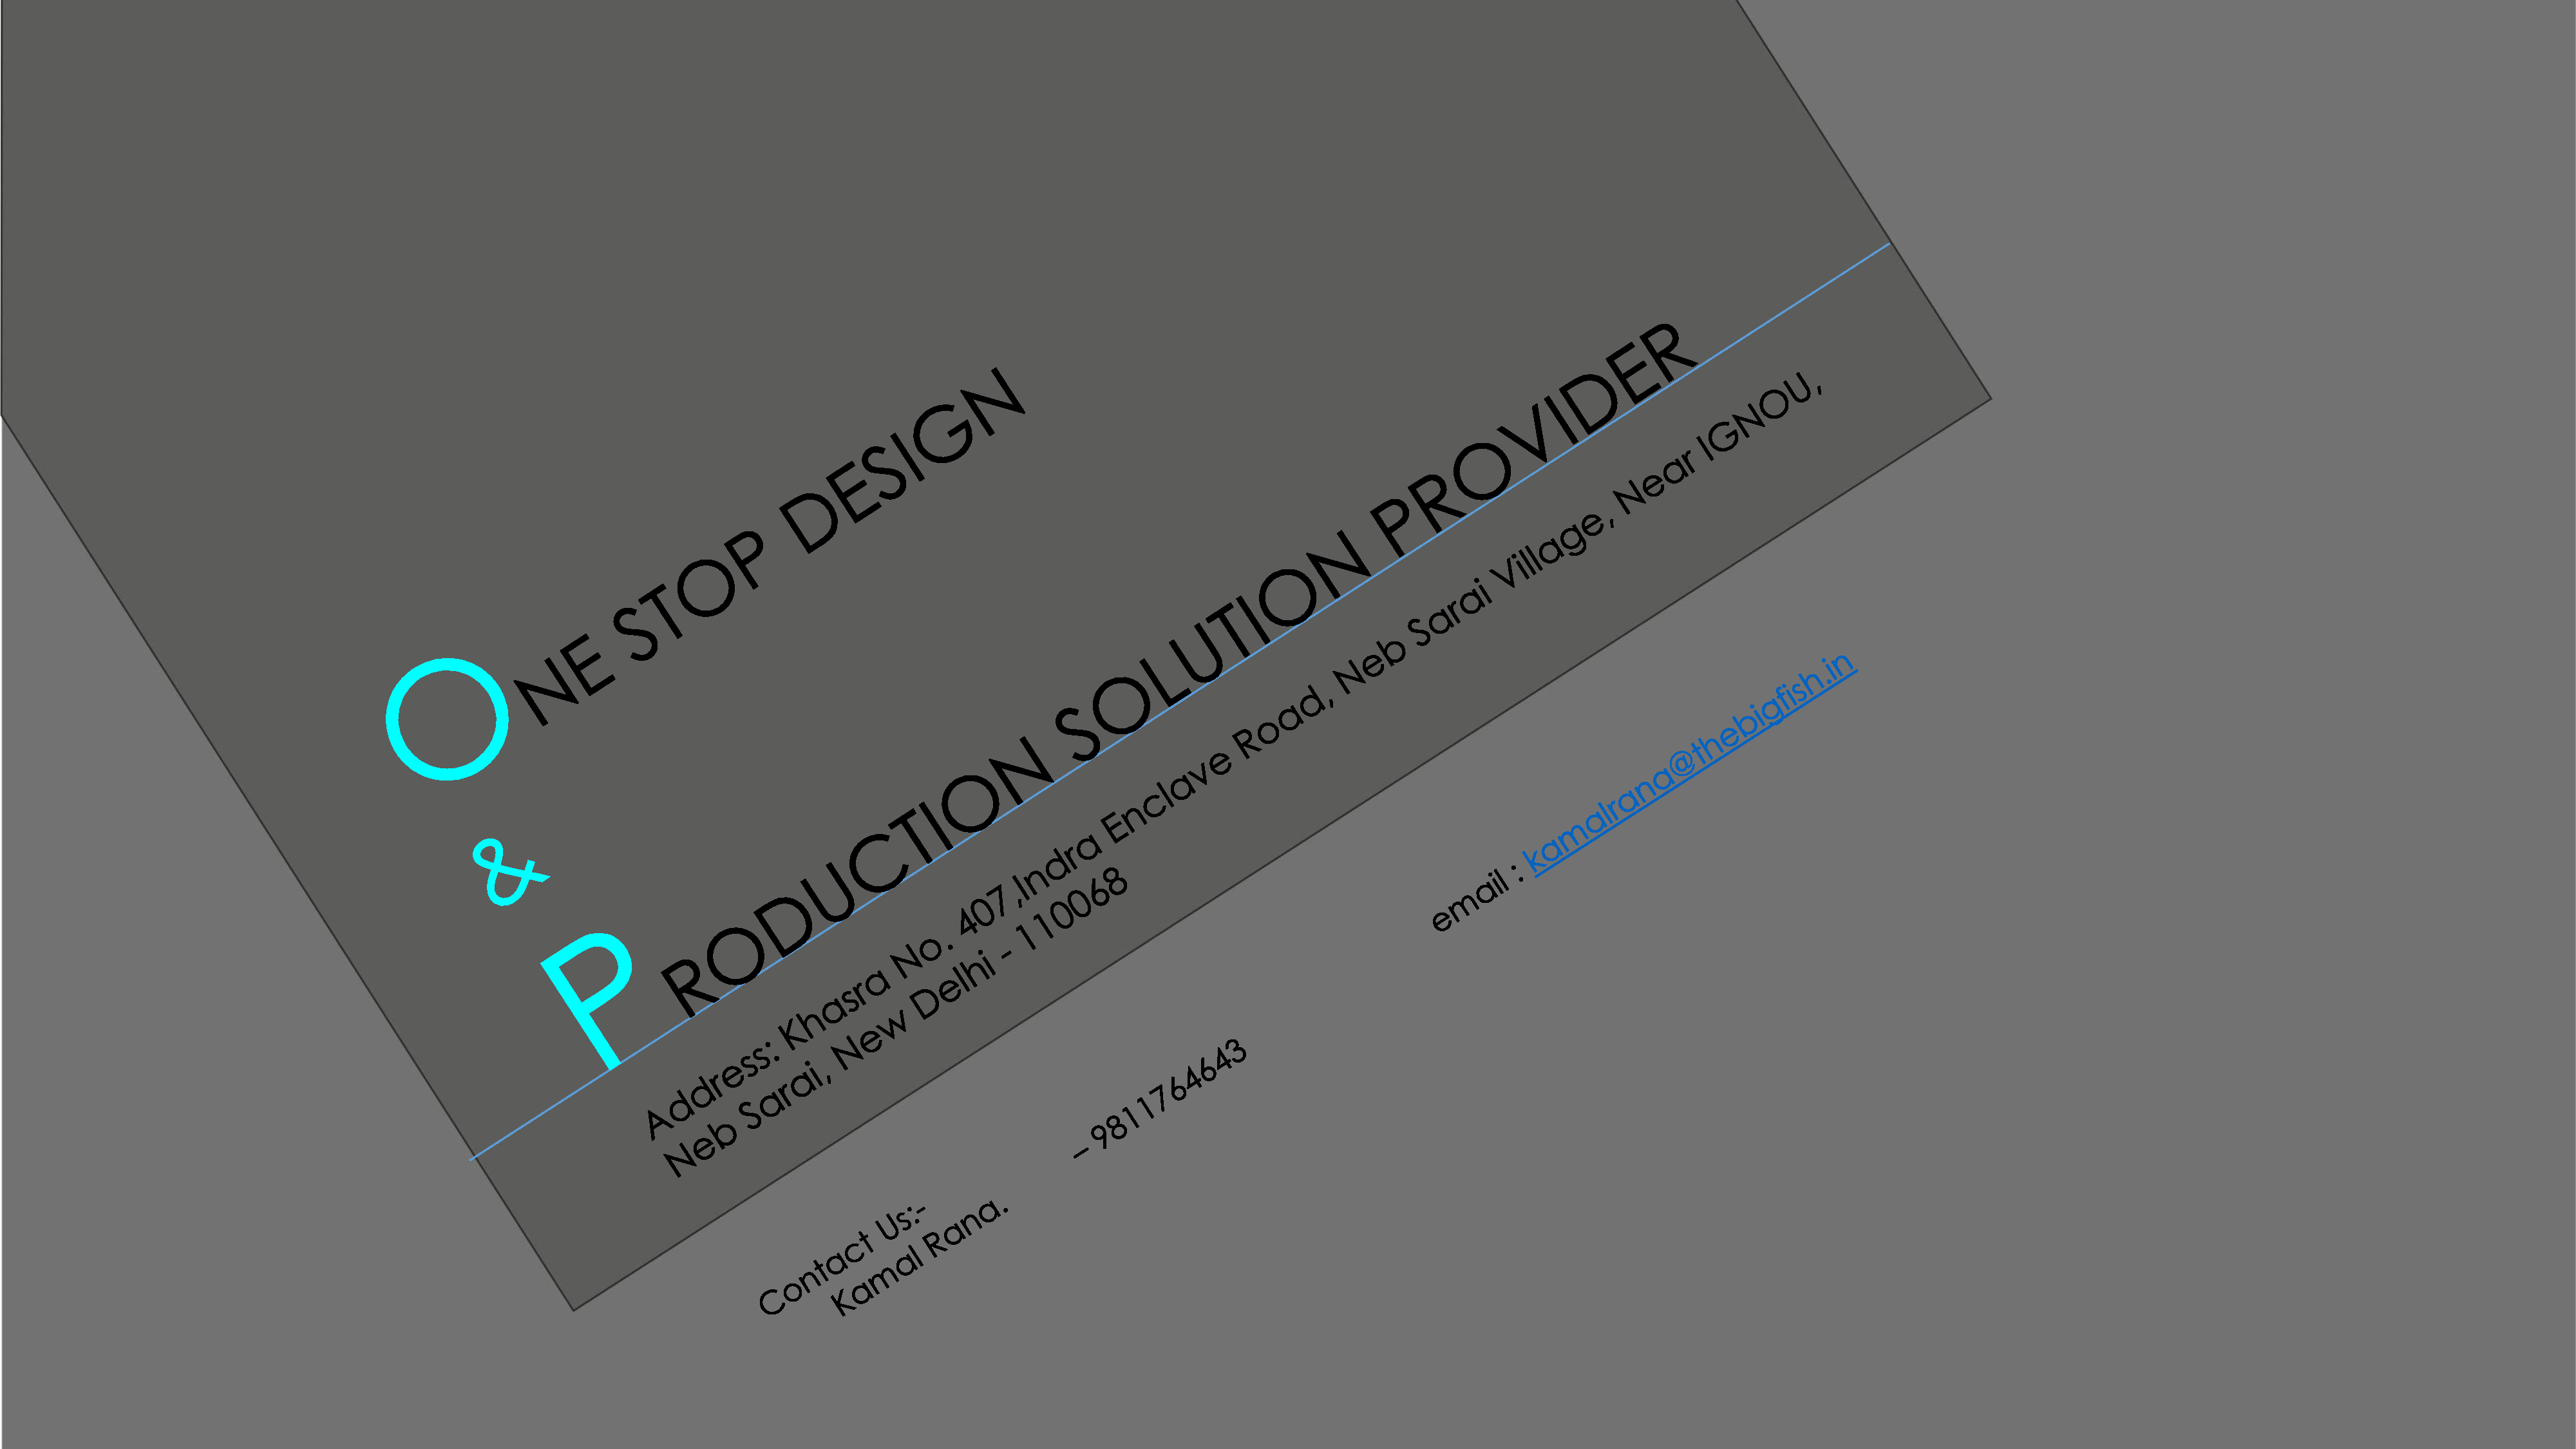 ONE STOP DESIGN
&
PRODUCTION SOLUTION PROVIDER
Address: Khasra No. 407,Indra Enclave Road, Neb Sarai Village, Near IGNOU,
Neb Sarai, New Delhi - 110068
Contact Us:-
Kamal Rana. – 9811764643 email : kamalrana@thebigfish.in